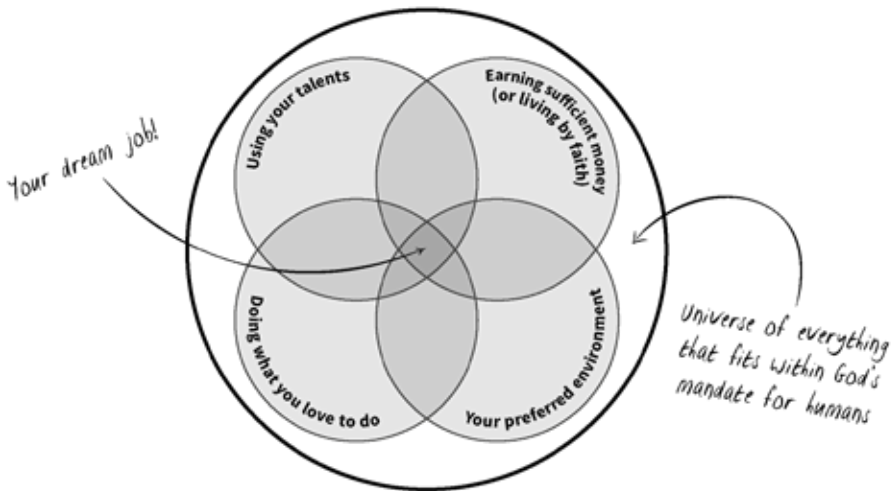 Using your talents
Earning sufficient money
(or living by faith)
Your dream job!
Doing what you love to do
Your preferred environment
Universe of everything
that fits within God's
mandate for humans